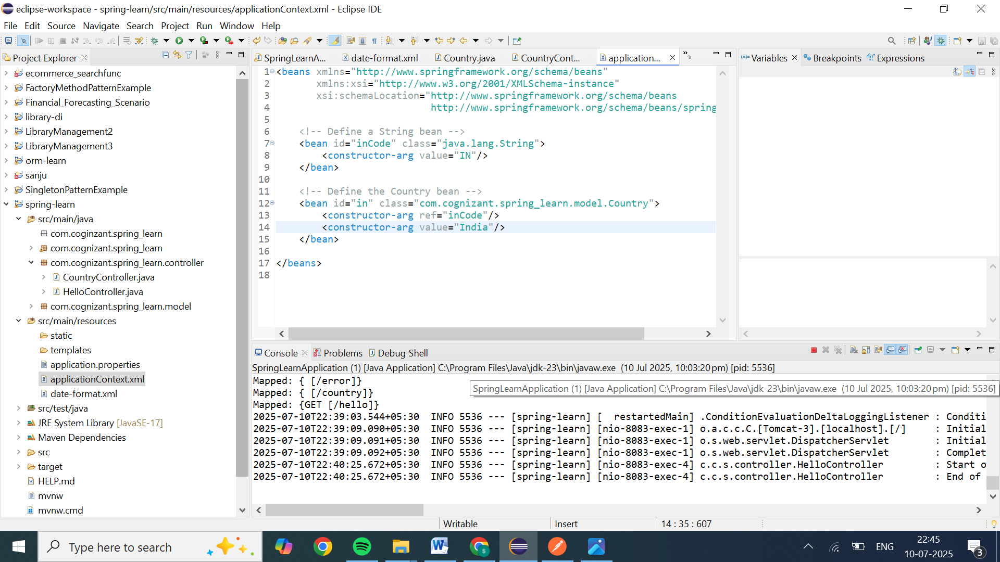 eclipse-workspace - spring-learn/src/main/resources/applicationContext.xml - Eclipse IDE
File Edit Source Navigate Search Project Run Window Help
Project Explorer
ecommerce_searchfunc
FactoryMethodPatternExample
Financial_Forecasting_Scenario
library-di
LibraryManagement2
LibraryManagement3
orm-learn
sanju
SingletonPatternExample
spring-learn
src/main/java
com.coginzant.spring_learn
com.cognizant.spring_learn
com.cognizant.spring_learn.controller
CountryController.java
HelloController.java
com.cognizant.spring_learn.model
src/main/resources
static
templates
application.properties
applicationContext.xml
date-format.xml
src/test/java
JRE System Library [JavaSE-17]
Maven Dependencies
src
target
HELP.md
mvnw
mvnw.cmd
SpringLearnA... date-format.xml Country.java CountryCont... application... 3
1 <beans xmlns="http://www.springframework.org/schema/beans"
2 xmlns:xsi="http://www.w3.org/2001/XMLSchema-instance"
3 xsi:schemaLocation="http://www.springframework.org/schema/beans
4 http://www.springframework.org/schema/beans/spring
5
6 <!-- Define a String bean -->
7 <bean id="inCode" class="java.lang.String">
8 <constructor-arg value="IN"/>
9 </bean>
10
11 <!-- Define the Country bean -->
12 <bean id="in" class="com.cognizant.spring_learn.model.Country">
13 <constructor-arg ref="inCode"/>
14 <constructor-arg value="India"/>
15 </bean>
16
17 </beans>
18
Variables Breakpoints Expressions
Console Problems Debug Shell
SpringLearnApplication (1) [Java Application] C:\Program Files\Java\jdk-23\bin\javaw.exe (10 Jul 2025, 10:03:20 pm) [pid: 5536]
Mapped: { [/error]}
SpringLearnApplication (1) [Java Application] C:\Program Files\Java\jdk-23\bin\javaw.exe (10 Jul 2025, 10:03:20 pm) [pid: 5536]
Mapped: { [/country]}
Mapped: {GET [/hello]}
2025-07-10T22:39:03.544+05:30 INFO 5536 --- [spring-learn] [ restartedMain] .ConditionEvaluationDeltaLoggingListener : Conditi
2025-07-10T22:39:09.090+05:30 INFO 5536 --- [spring-learn] [nio-8083-exec-1] o.a.c.c.C.[Tomcat-3].[localhost].[/] : Initial
2025-07-10T22:39:09.091+05:30 INFO 5536 --- [spring-learn] [nio-8083-exec-1] o.s.web.servlet.DispatcherServlet : Initial
2025-07-10T22:39:09.092+05:30 INFO 5536 --- [spring-learn] [nio-8083-exec-1] o.s.web.servlet.DispatcherServlet : Complet
2025-07-10T22:40:25.672+05:30 INFO 5536 --- [spring-learn] [nio-8083-exec-4] c.c.s.controller.HelloController : Start o
2025-07-10T22:40:25.672+05:30 INFO 5536 --- [spring-learn] [nio-8083-exec-4] c.c.s.controller.HelloController : End of
Writable Insert 14 : 35 : 607
Type here to search
ENG
22:45
10-07-2025
3